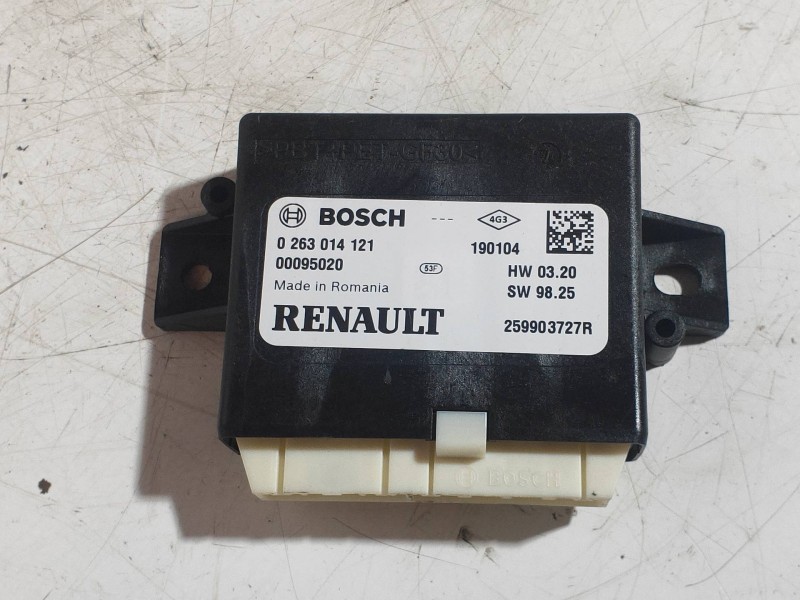 BOSCH --- 4G3
0 263 014 121 190104
00095020 53F HW 03.20
Made in Romania SW 98.25
RENAULT 259903727R
BOSCH